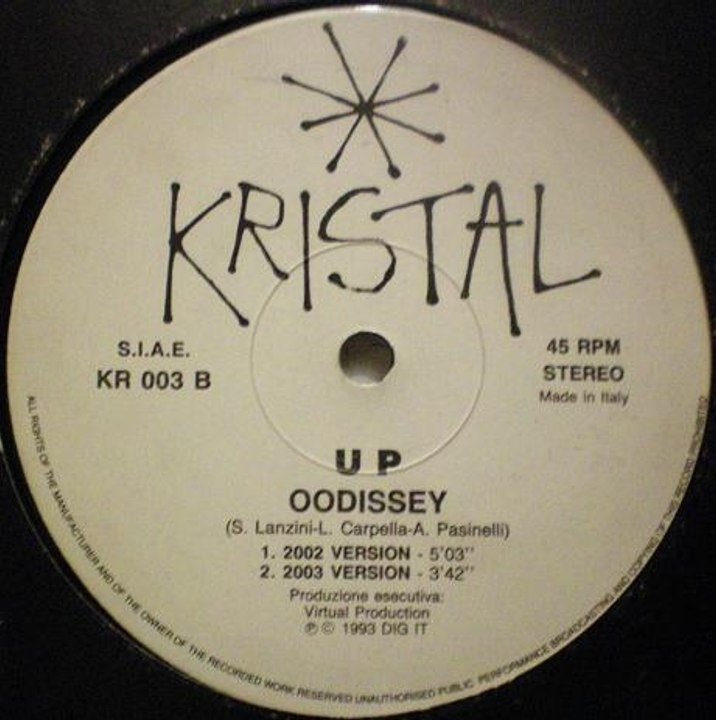 KRISTAL
S.I.A.E.
KR 003 B
45 RPM
STEREO
Made in Italy
UP
OODISSEY
(S. Lanzini-L. Carpella-A. Pasinelli)
1. 2002 VERSION - 5'03''
2. 2003 VERSION - 3'42''
Produzione esecutiva:
Virtual Production
℗ © 1993 DIG IT
ALL RIGHTS OF THE MANUFACTURER AND OF THE OWNER OF THE RECORDED WORK RESERVED UNAUTHORISED PUBLIC PERFORMANCE BROADCASTING AND COPYING OF THIS RECORD PROHIBITED